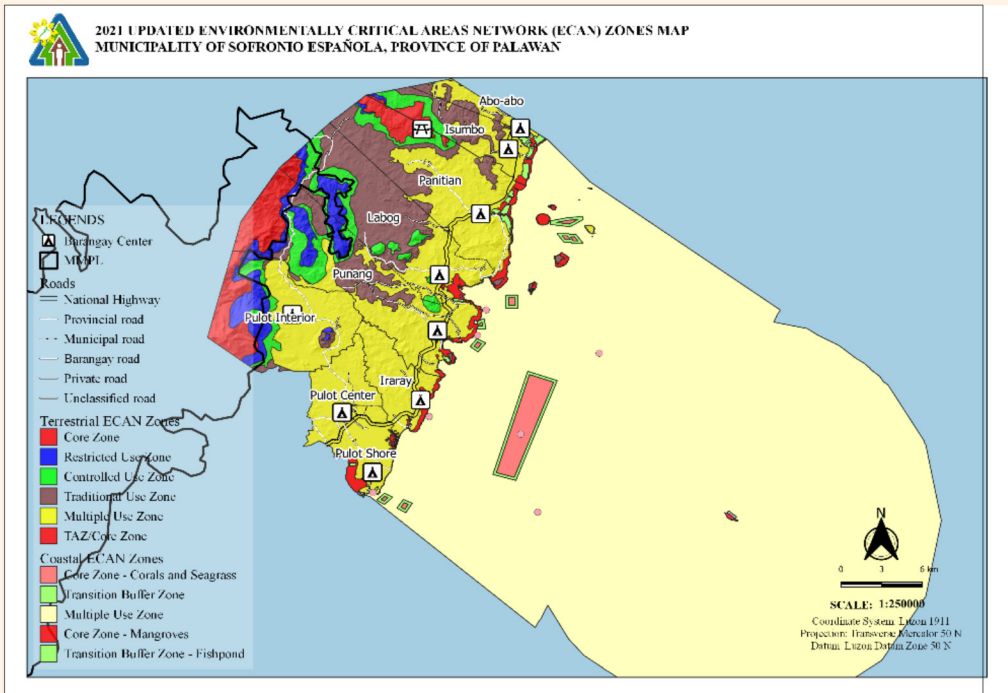 2021 UPDATED ENVIRONMENTALLY CRITICAL AREAS NETWORK (ECAN) ZONES MAP
MUNICIPALITY OF SOFRONIO ESPAÑOLA, PROVINCE OF PALAWAN
Abo-abo
Isumbo
Panitian
Labog
Punang
Pulot Interior
Iraray
Pulot Center
Pulot Shore
LEGENDS
Barangay Center
MMPL
Roads
National Highway
Provincial road
Municipal road
Barangay road
Private road
Unclassified road
Terrestrial ECAN Zones
Core Zone
Restricted Use Zone
Controlled Use Zone
Traditional Use Zone
Multiple Use Zone
TAZ/Core Zone
Coastal ECAN Zones
Core Zone - Corals and Seagrass
Transition Buffer Zone
Multiple Use Zone
Core Zone - Mangroves
Transition Buffer Zone - Fishpond
N
0 3 6 km
SCALE: 1:250000
Coordinate System: Luzon 1911
Projection: Transverse Mercator 50 N
Datum: Luzon Datum Zone 50 N